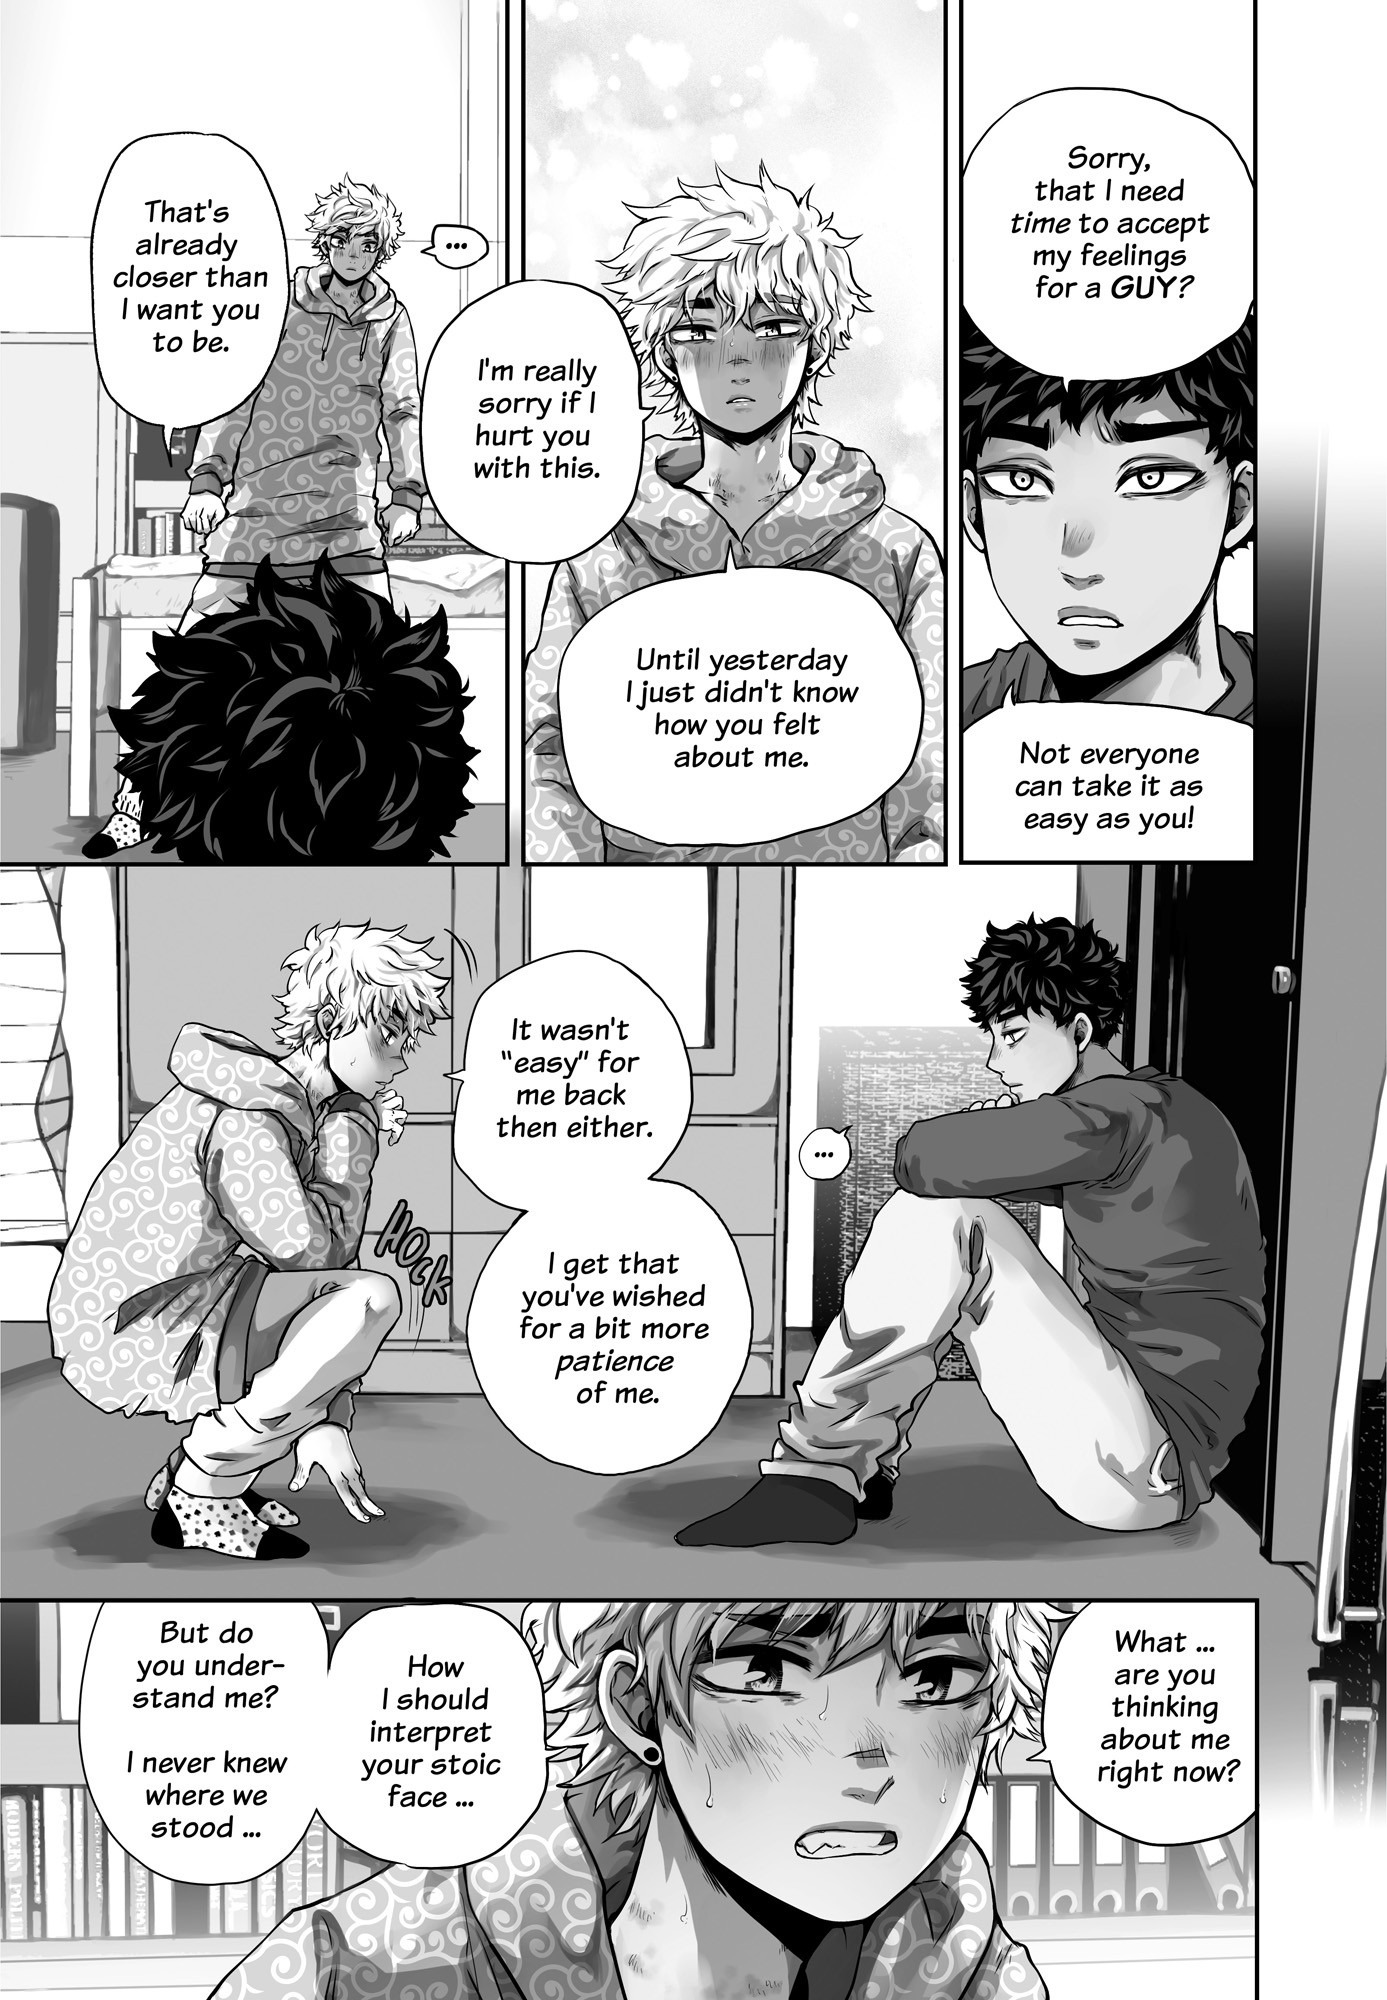 That's
already
closer than
I want you
to be.
...
I'm really
sorry if I
hurt you
with this.
Until yesterday
I just didn't know
how you felt
about me.
Sorry,
that I need
time to accept
my feelings
for a GUY?
Not everyone
can take it as
easy as you!
It wasn't
“easy” for
me back
then either.
HOCK
I get that
you've wished
for a bit more
patience
of me.
...
But do
you under-
stand me?
I never knew
where we
stood ...
How
I should
interpret
your stoic
face ...
What ...
are you
thinking
about me
right now?